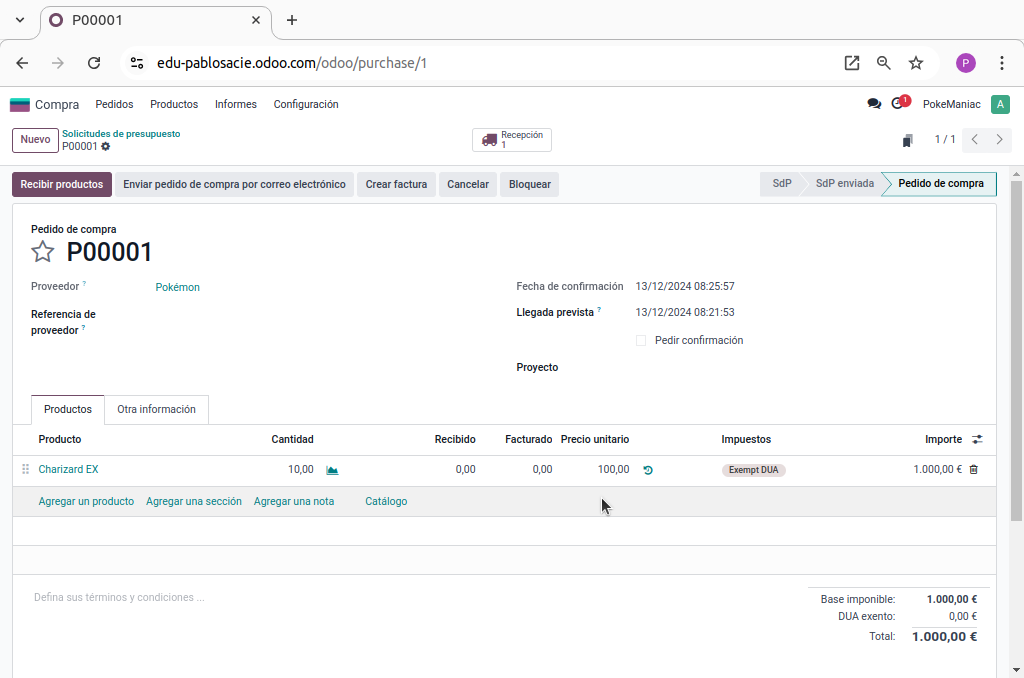 P00001
edu-pablosacie.odoo.com/odoo/purchase/1
P
Compra Pedidos Productos Informes Configuración 1 PokeManiac A
Nuevo Solicitudes de presupuesto
P00001
Recepción
1
1 / 1
Recibir productos Enviar pedido de compra por correo electrónico Crear factura Cancelar Bloquear SdP SdP enviada Pedido de compra
Pedido de compra
P00001
Proveedor ? Pokémon
Referencia de
proveedor ?
Fecha de confirmación 13/12/2024 08:25:57
Llegada prevista ? 13/12/2024 08:21:53
Pedir confirmación
Proyecto
Productos Otra información
Producto Cantidad Recibido Facturado Precio unitario Impuestos Importe
Charizard EX 10,00 0,00 0,00 100,00 Exempt DUA 1.000,00 €
Agregar un producto Agregar una sección Agregar una nota Catálogo
Defina sus términos y condiciones ...
Base imponible: 1.000,00 €
DUA exento: 0,00 €
Total: 1.000,00 €